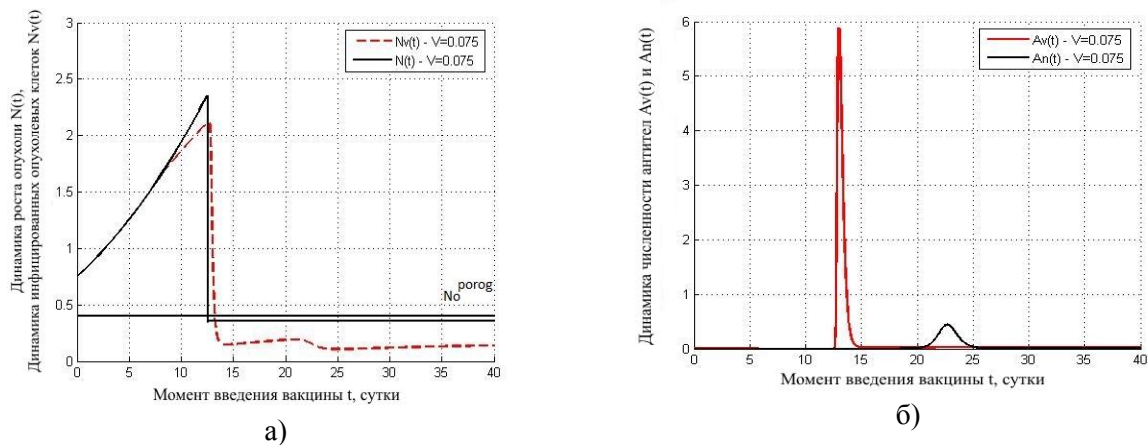 Динамика роста опухоли N(t),
Динамика инфицированных опухолевых клеток Nv(t)
3
2.5
2
1.5
1
0.5
0
Nv(t) - V=0.075
N(t) - V=0.075
No porog
0 5 10 15 20 25 30 35 40
Момент введения вакцины t, сутки
а)
Динамика численности антител Av(t) и An(t)
6
5
4
3
2
1
0
Av(t) - V=0.075
An(t) - V=0.075
0 5 10 15 20 25 30 35 40
Момент введения вакцины t, сутки
б)